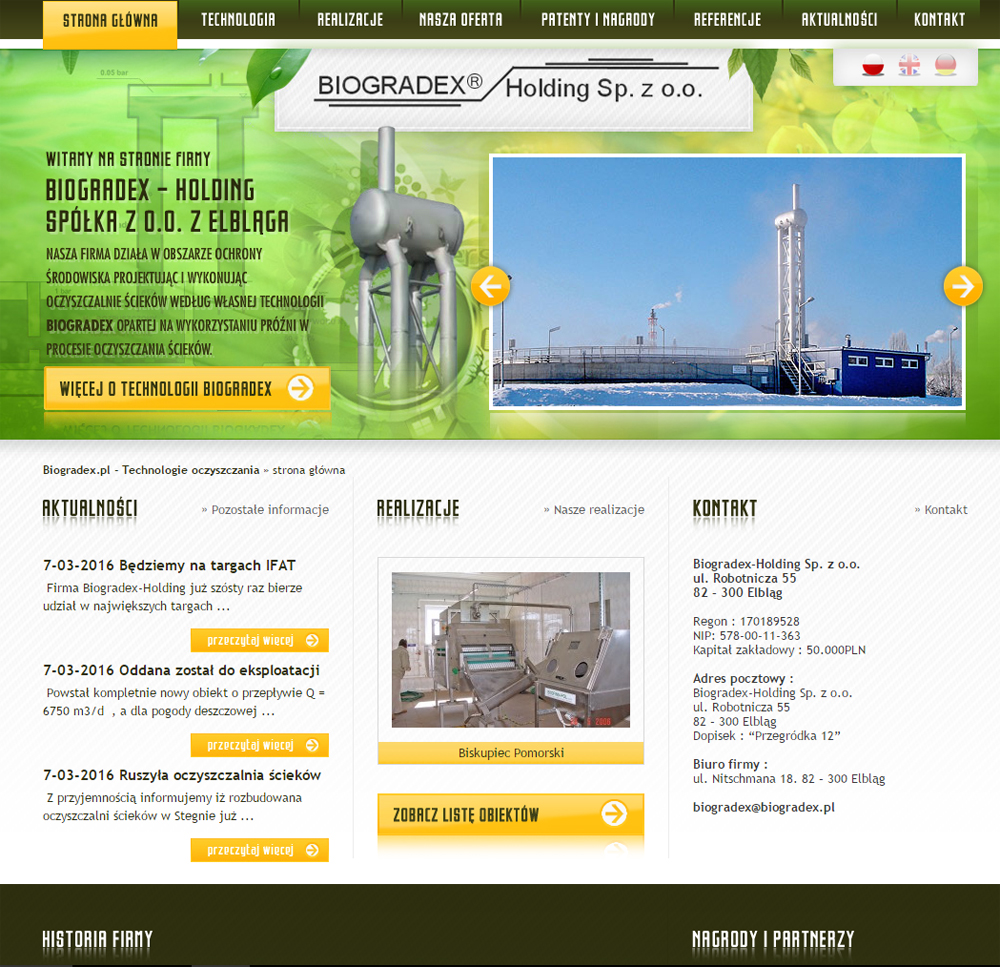 STRONA GŁÓWNA TECHNOLOGIA REALIZACJE NASZA OFERTA PATENTY I NAGRODY REFERENCJE AKTUALNOŚCI KONTAKT
0.05 bar
BIOGRADEX® Holding Sp. z o.o.
WITAMY NA STRONIE FIRMY
BIOGRADEX - HOLDING
SPÓŁKA Z O.O. Z ELBLĄGA
NASZA FIRMA DZIAŁA W OBSZARZE OCHRONY
ŚRODOWISKA PROJEKTUJĄC I WYKONUJĄC
OCZYSZCZALNIE ŚCIEKÓW WEDŁUG WŁASNEJ TECHNOLOGII
BIOGRADEX OPARTEJ NA WYKORZYSTANIU PRÓŻNI W
PROCESIE OCZYSZCZANIA ŚCIEKÓW.
WIĘCEJ O TECHNOLOGII BIOGRADEX
Biogradex.pl - Technologie oczyszczania » strona główna
AKTUALNOŚCI » Pozostałe informacje
7-03-2016 Będziemy na targach IFAT
Firma Biogradex-Holding już szósty raz bierze
udział w największych targach ...
przeczytaj więcej
7-03-2016 Oddana został do eksploatacji
Powstał kompletnie nowy obiekt o przepływie Q =
6750 m3/d , a dla pogody deszczowej ...
przeczytaj więcej
7-03-2016 Ruszyła oczyszczalnia ścieków
Z przyjemnością informujemy iż rozbudowana
oczyszczalni ścieków w Stegnie już ...
przeczytaj więcej
REALIZACJE » Nasze realizacje
Biskupiec Pomorski
ZOBACZ LISTĘ OBIEKTÓW
KONTAKT » Kontakt
Biogradex-Holding Sp. z o.o.
ul. Robotnicza 55
82 - 300 Elbląg
Regon : 170189528
NIP: 578-00-11-363
Kapitał zakładowy : 50.000PLN
Adres pocztowy :
Biogradex-Holding Sp. z o.o.
ul. Robotnicza 55
82 - 300 Elbląg
Dopisek : “Przegródka 12”
Biuro firmy :
ul. Nitschmana 18. 82 - 300 Elbląg
biogradex@biogradex.pl
HISTORIA FIRMY
NAGRODY I PARTNERZY